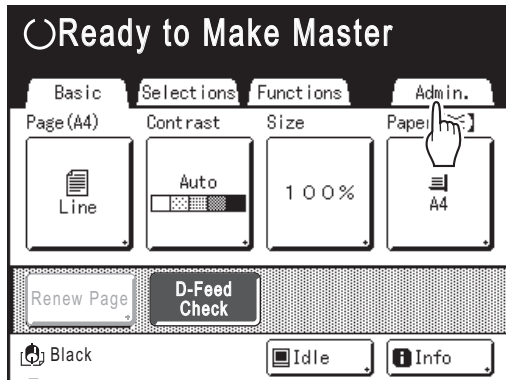 Ready to Make Master
Basic Selections Functions Admin.
Page(A4) Contrast Size Paper
Line Auto 100% A4
Renew Page D-Feed Check
Black Idle Info